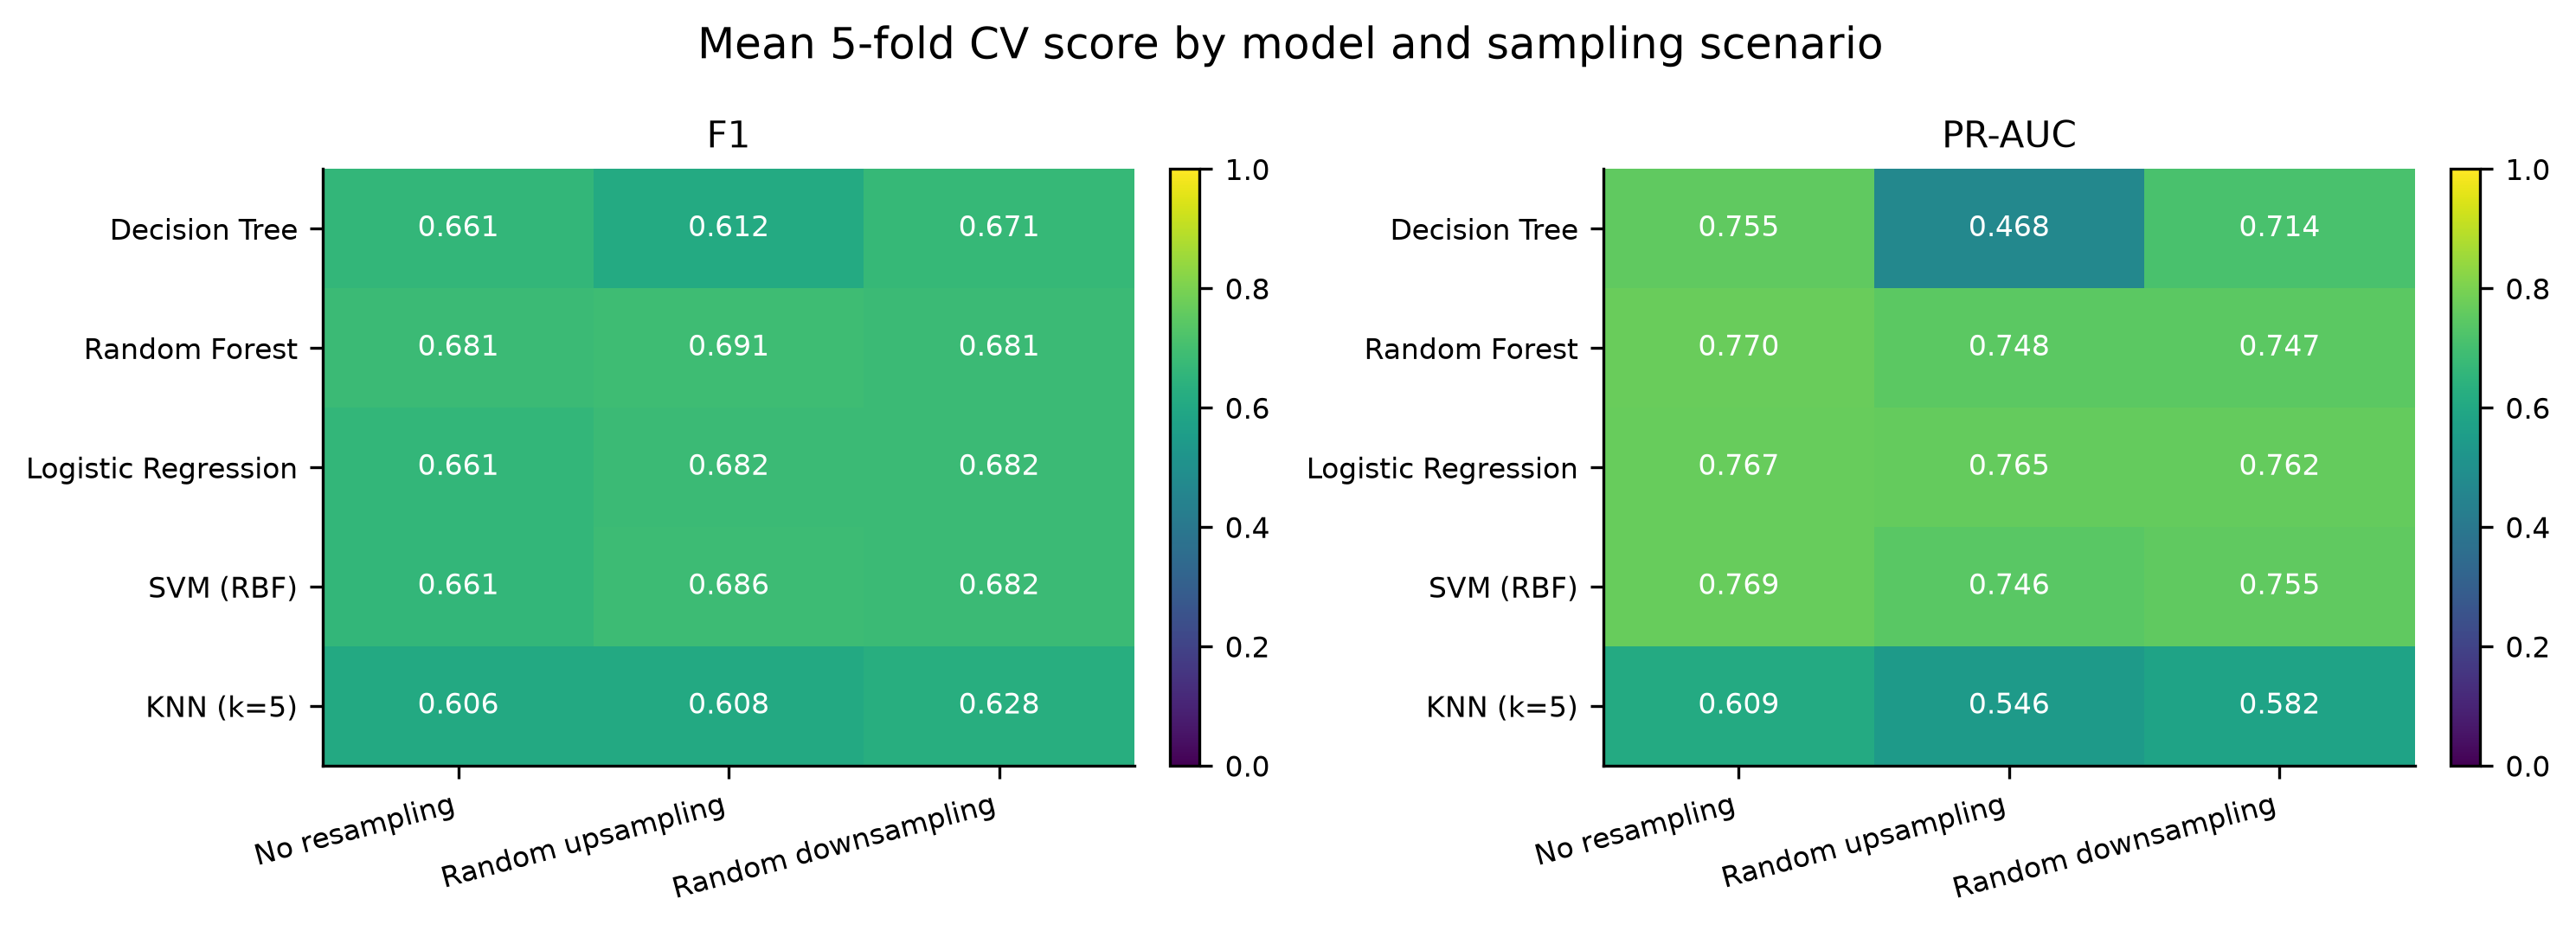 Mean 5-fold CV score by model and sampling scenario
F1
Decision Tree 0.661 0.612 0.671
Random Forest 0.681 0.691 0.681
Logistic Regression 0.661 0.682 0.682
SVM (RBF) 0.661 0.686 0.682
KNN (k=5) 0.606 0.608 0.628
No resampling
Random upsampling
Random downsampling
1.0
0.8
0.6
0.4
0.2
0.0
PR-AUC
Decision Tree 0.755 0.468 0.714
Random Forest 0.770 0.748 0.747
Logistic Regression 0.767 0.765 0.762
SVM (RBF) 0.769 0.746 0.755
KNN (k=5) 0.609 0.546 0.582
No resampling
Random upsampling
Random downsampling
1.0
0.8
0.6
0.4
0.2
0.0